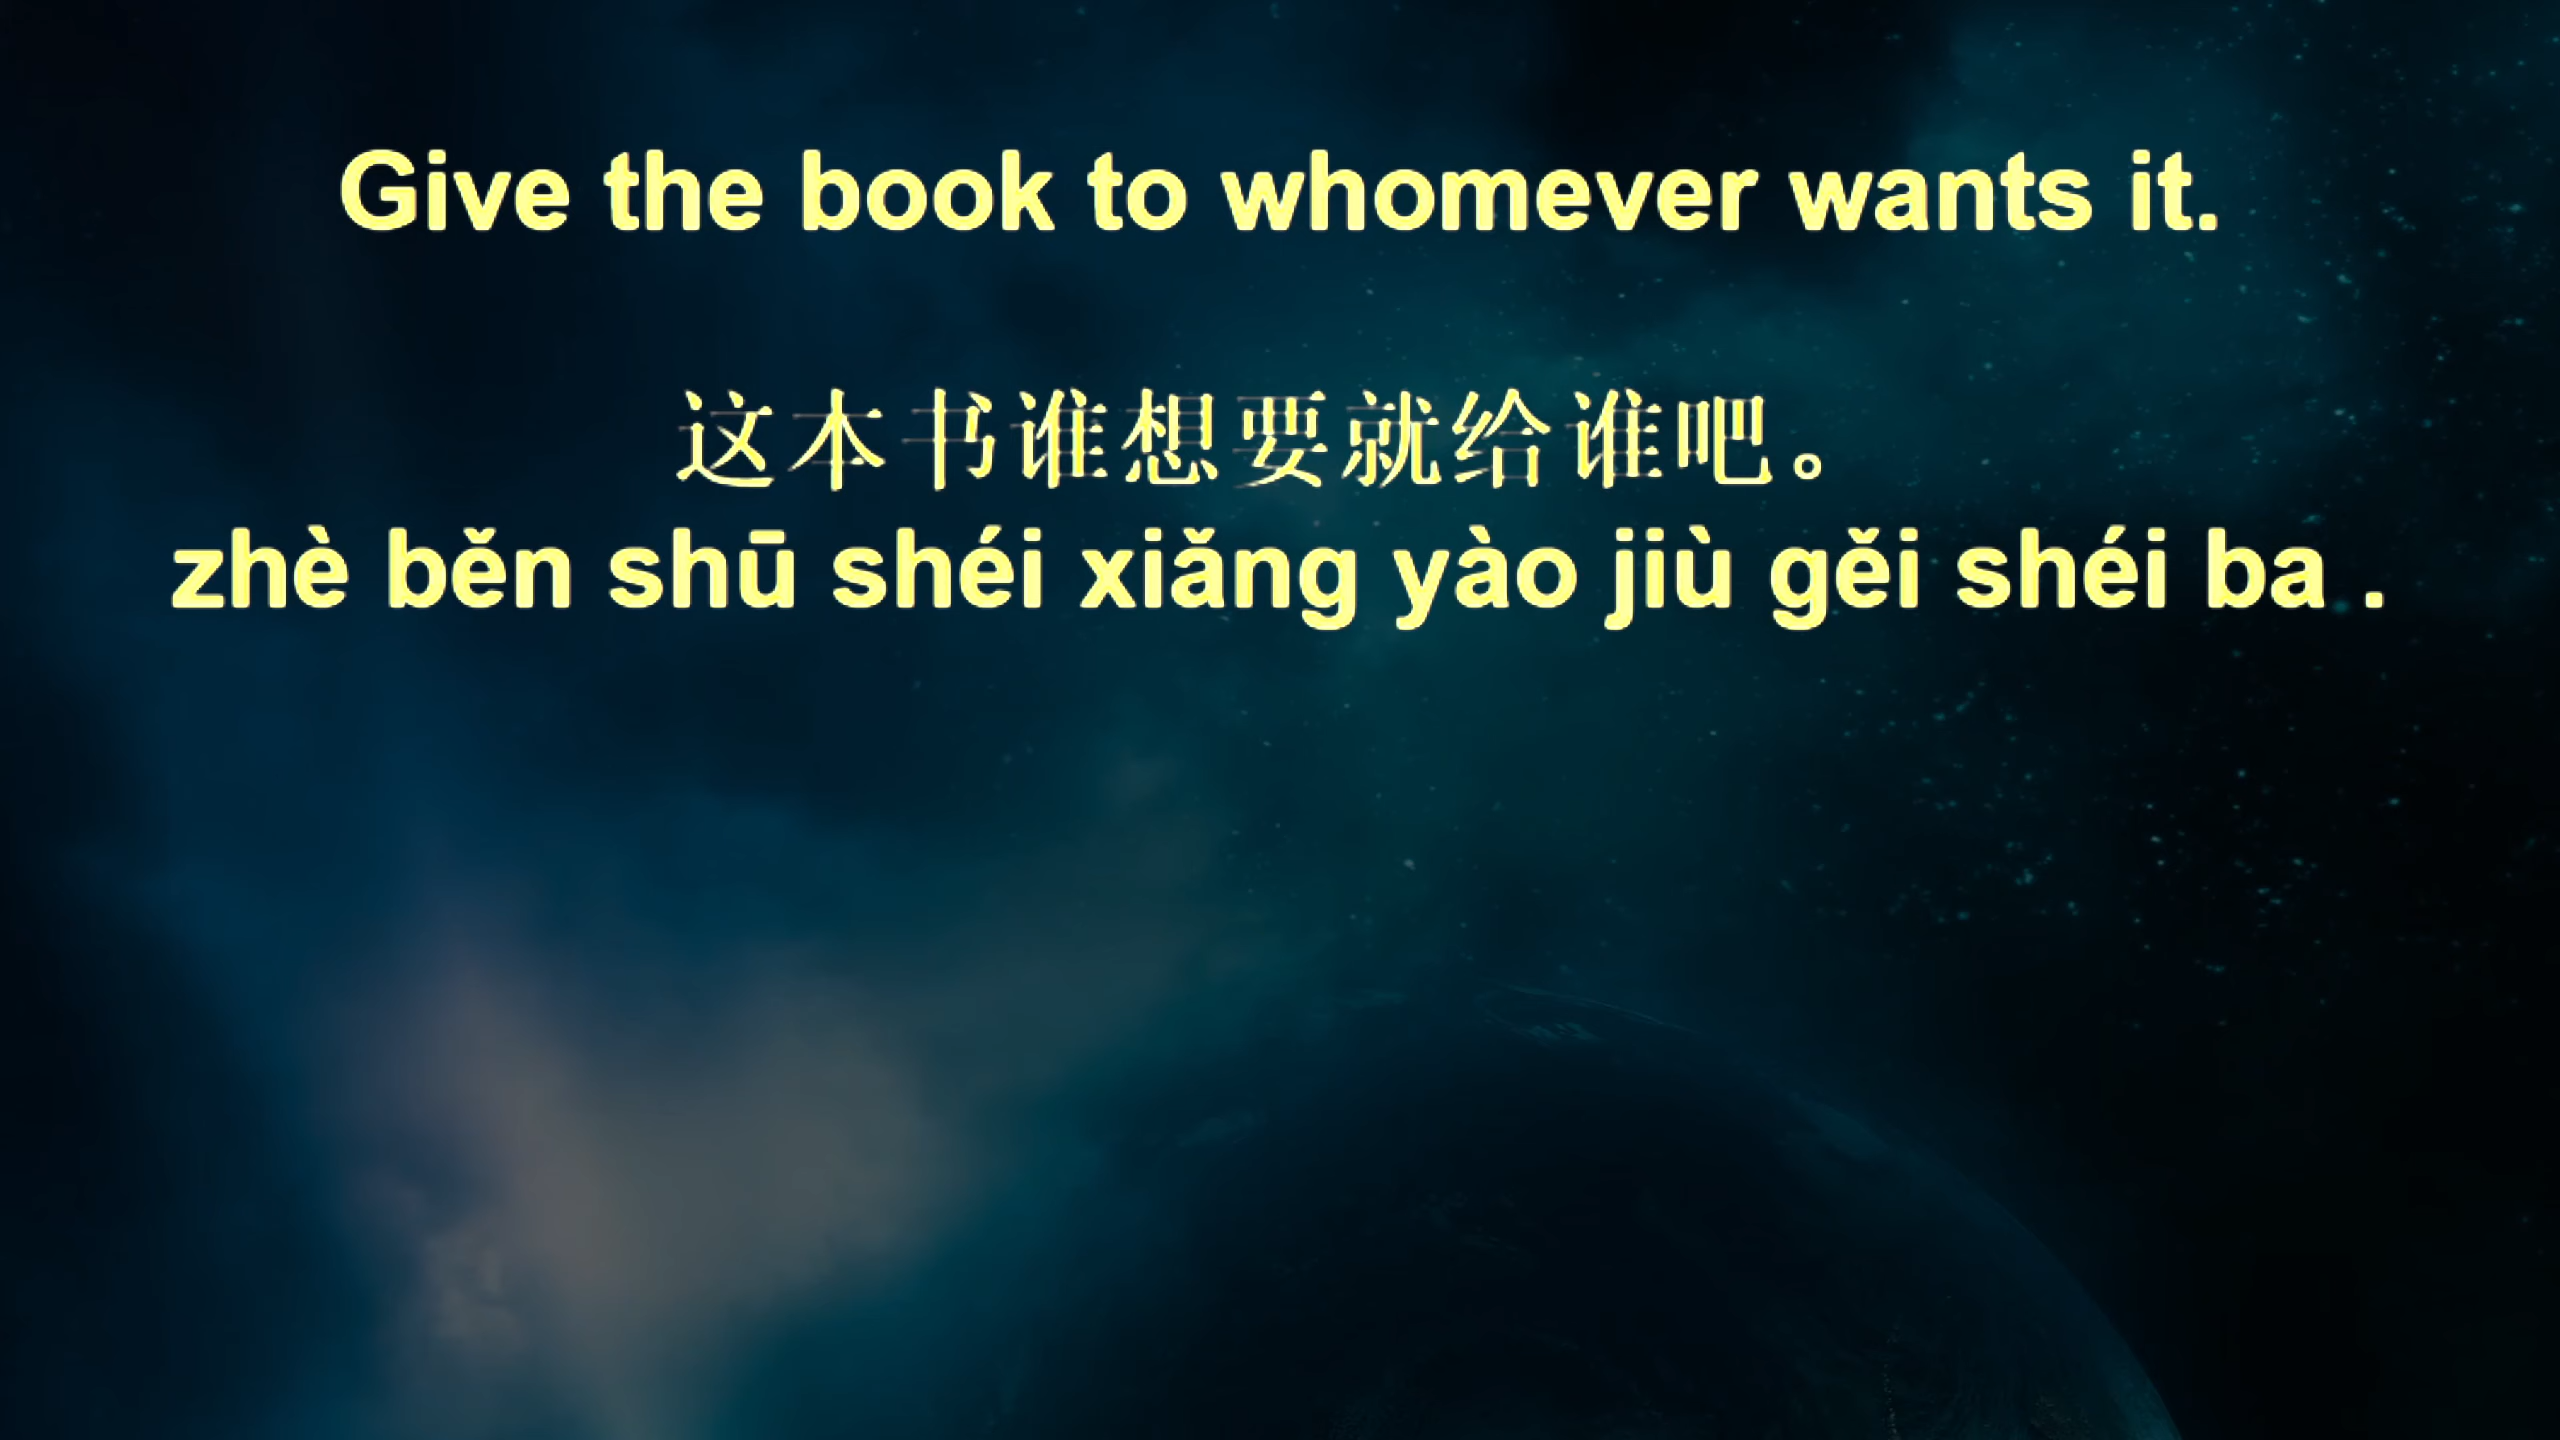 Give the book to whomever wants it.
这本书谁想要就给谁吧。
zhè běn shū shéi xiǎng yào jiù gěi shéi ba .